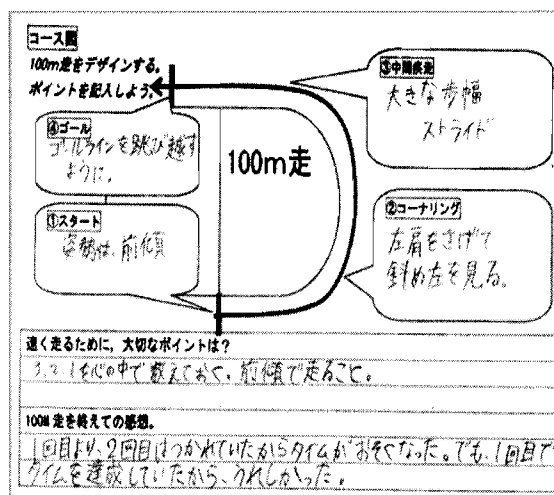 コース図
100m走をデザインする。
ポイントを記入しよう。
④ゴール
ゴールラインを跳び越す
ように。
①スタート
姿勢は、前傾
100m走
③中間疾走
大きな歩幅
ストライド
②コーナリング
左肩をさげて
斜め左を見る。
速く走るために，大切なポイントは？
3、2、1を心の中で数えておく。前傾で走ること。
100M走を終えての感想。
1回目より、2回目はつかれていたからタイムがおそくなった。でも、1回目で
タイムを達成していたから、うれしかった。